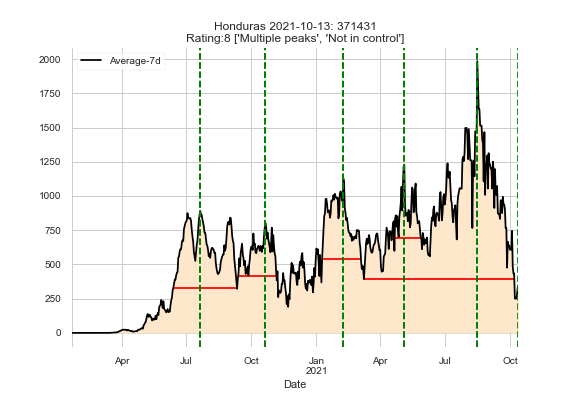 Honduras 2021-10-13: 371431
Rating:8 ['Multiple peaks', 'Not in control']
Average-7d
2000
1750
1500
1250
1000
750
500
250
0
Apr
Jul
Oct
Jan
2021
Apr
Jul
Oct
Date